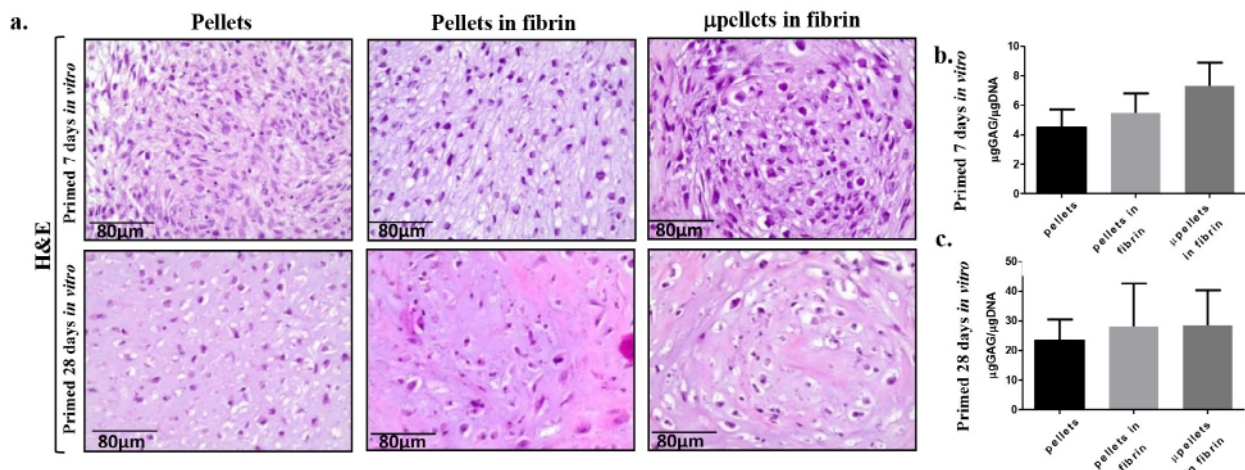 a.
Pellets
Pellets in fibrin
µpellets in fibrin
H&E
Primed 7 days in vitro
80µm
80µm
80µm
Primed 28 days in vitro
80µm
80µm
80µm
b.
Primed 7 days in vitro
µgGAG/µgDNA
10
8
6
4
2
0
pellets
pellets in
fibrin
µpellets
in fibrin
c.
Primed 28 days in vitro
µgGAG/µgDNA
50
40
30
20
10
0
pellets
pellets in
fibrin
µpellets
n fibrin